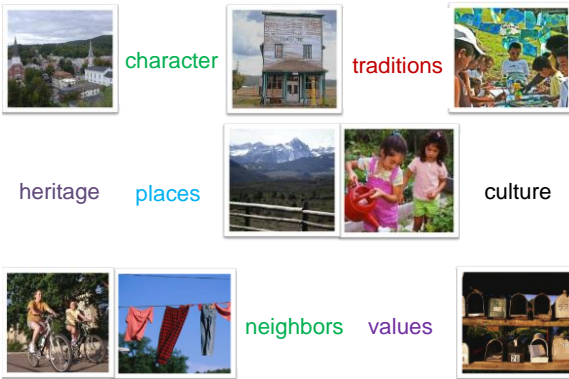 character
traditions
heritage
places
culture
neighbors
values